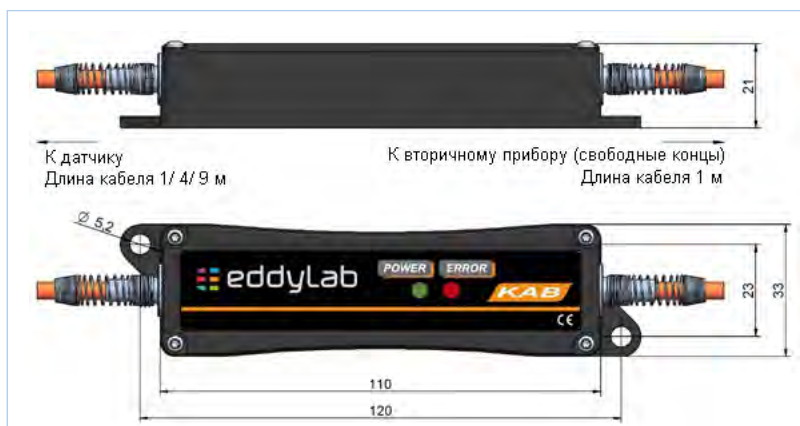 21
К датчику
Длина кабеля 1/ 4/ 9 м
К вторичному прибору (свободные концы)
Длина кабеля 1 м
Ø 5,2
eddyLab
POWER ERROR
KAB
CE
23
33
110
120